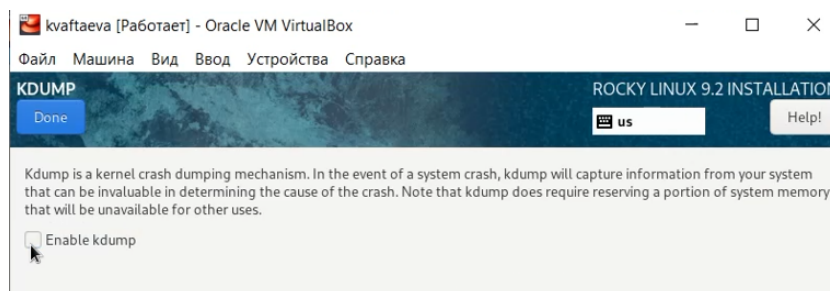 kvaftaeva [Работает] - Oracle VM VirtualBox
Файл Машина Вид Ввод Устройства Справка
KDUMP
ROCKY LINUX 9.2 INSTALLATION
Done
us
Help!
Kdump is a kernel crash dumping mechanism. In the event of a system crash, kdump will capture information from your system
that can be invaluable in determining the cause of the crash. Note that kdump does require reserving a portion of system memory
that will be unavailable for other uses.
Enable kdump